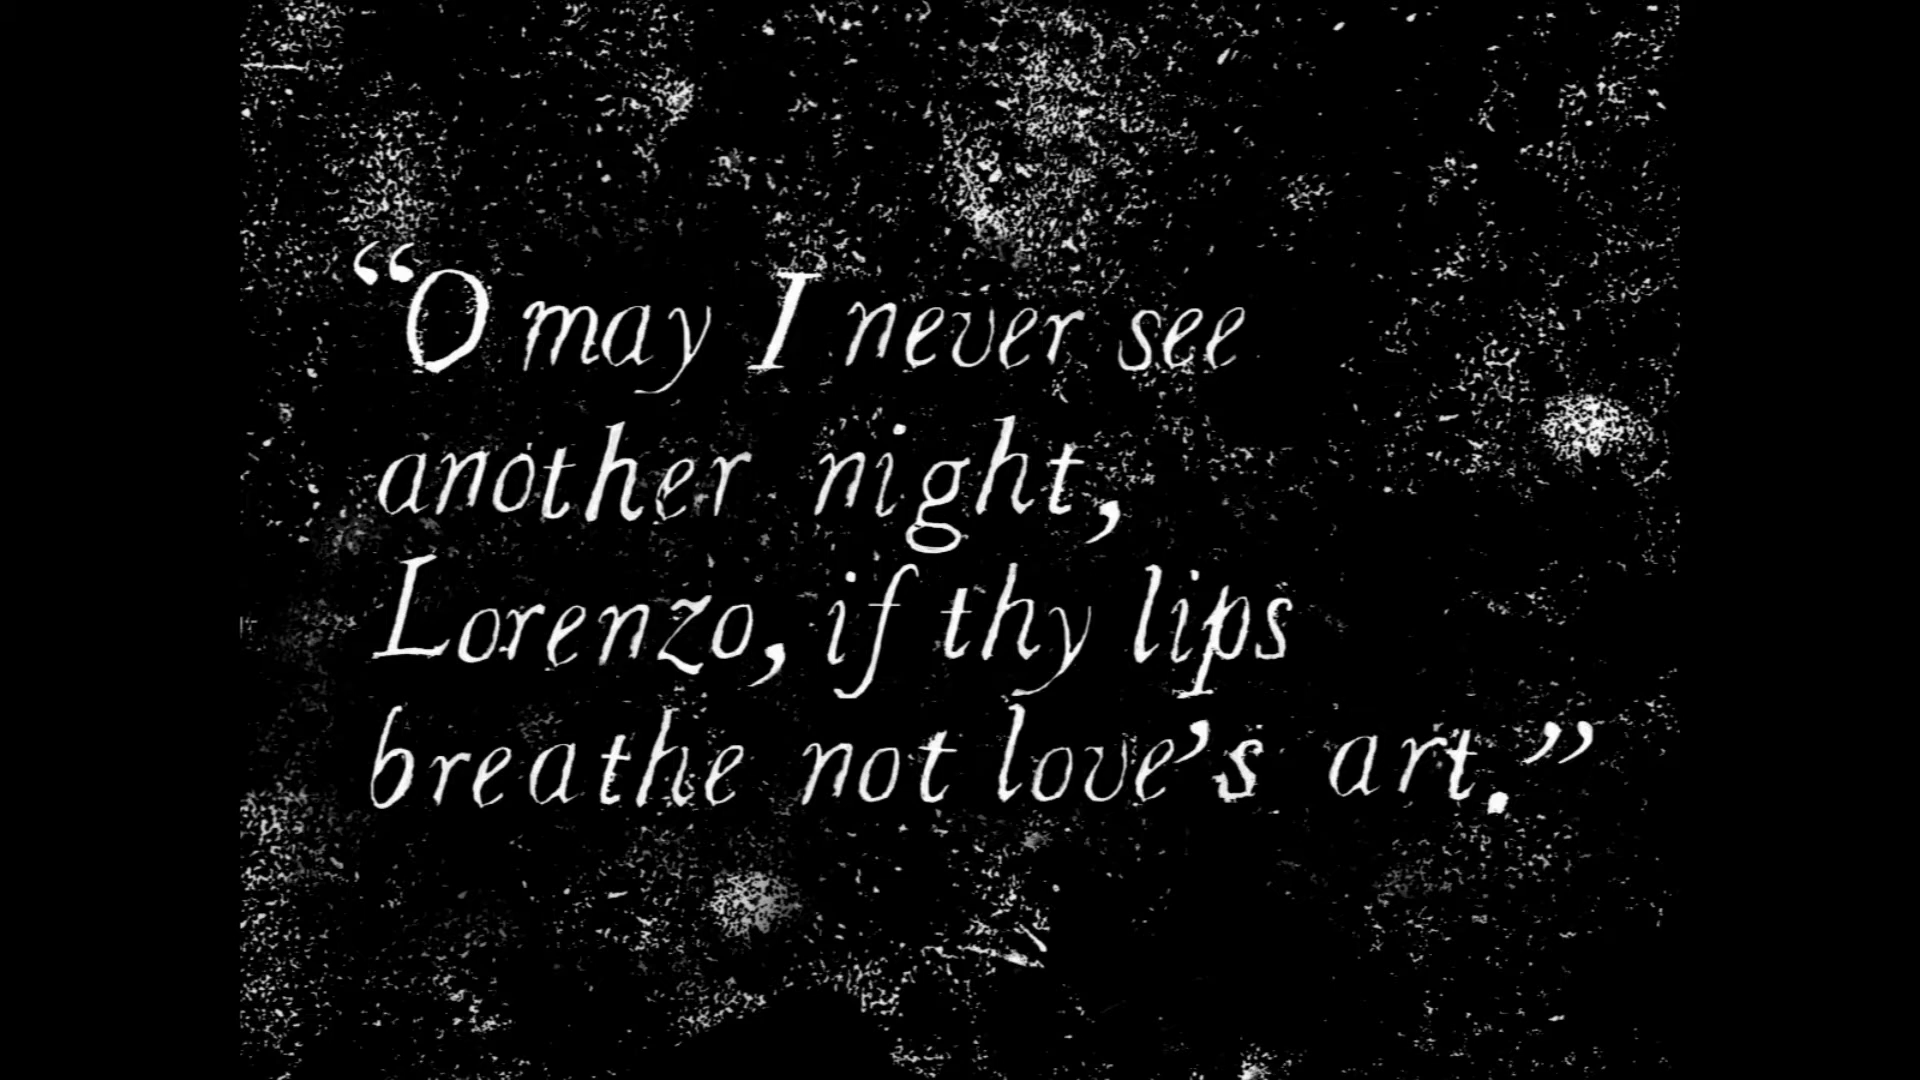 “O may I never see
another night,
Lorenzo, if thy lips
breathe not love’s art.”